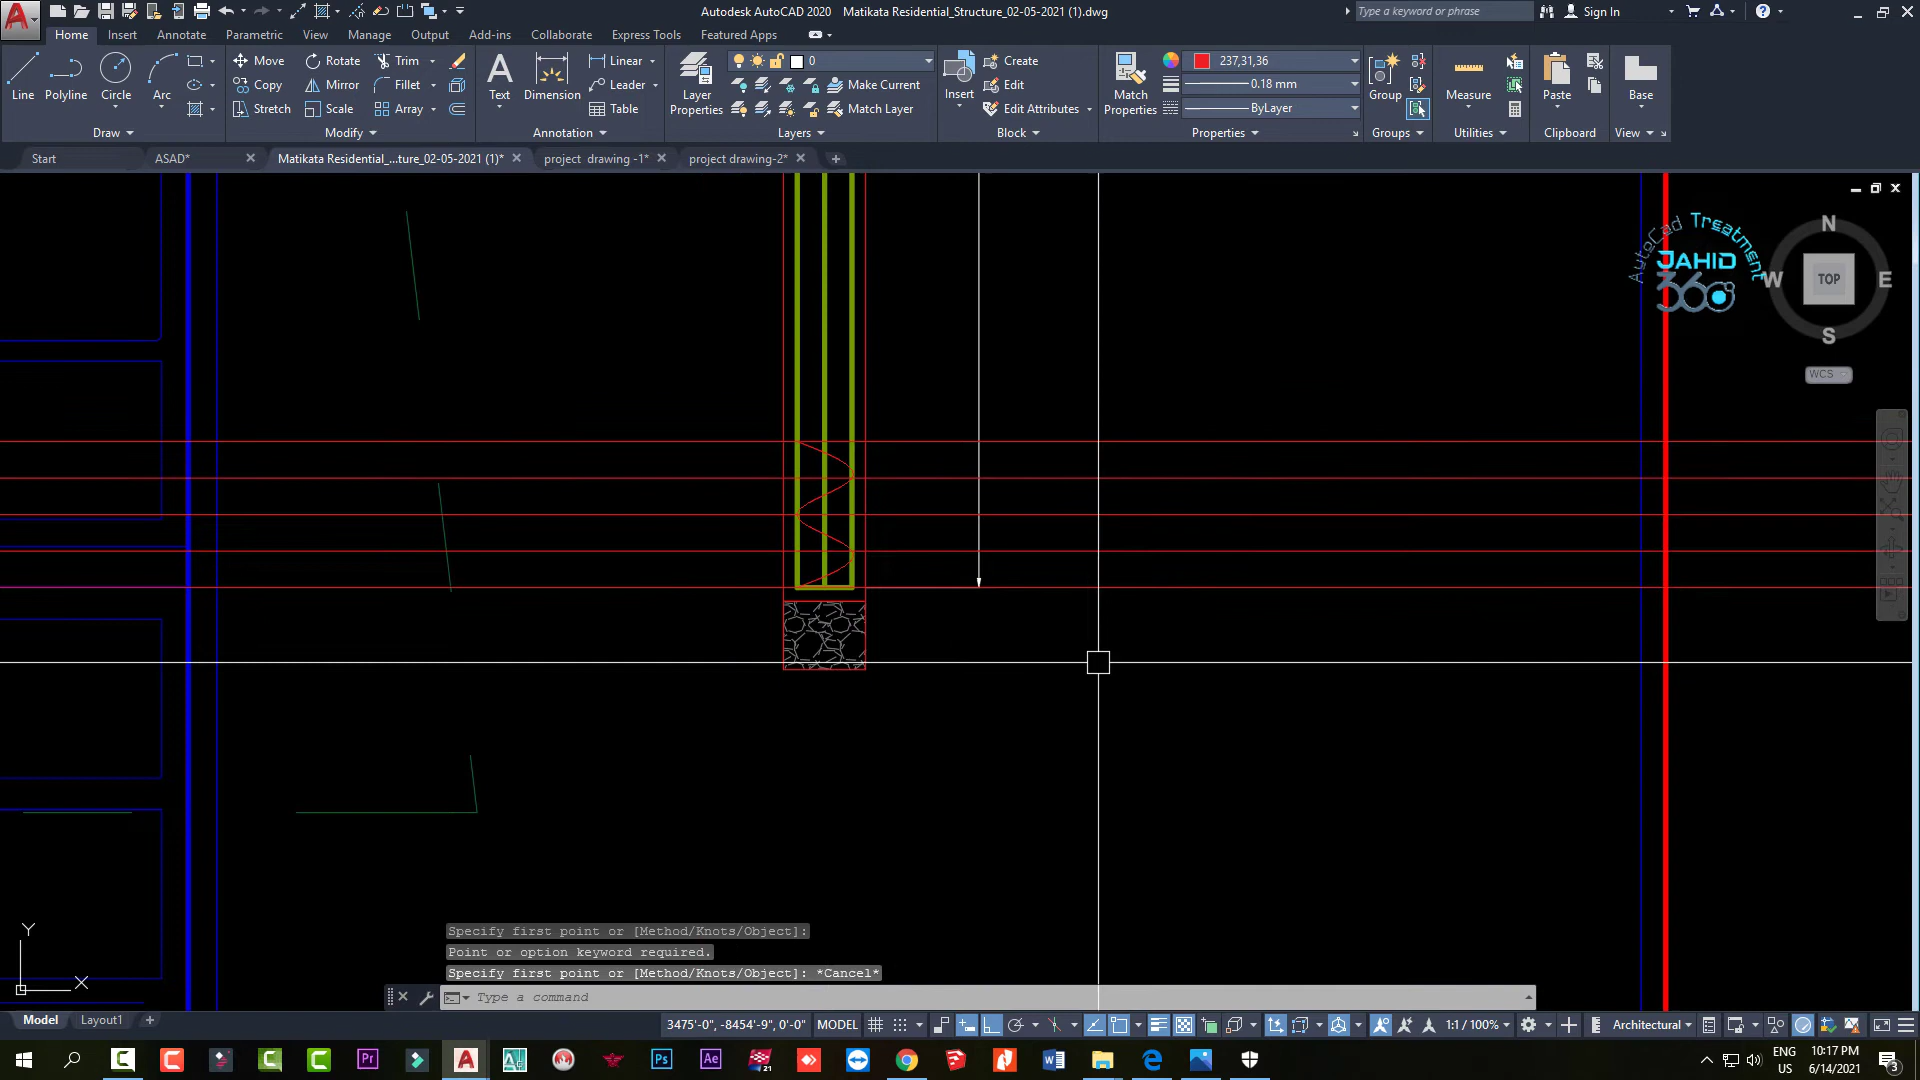 Autodesk AutoCAD 2020 Matikata Residential_Structure_02-05-2021 (1).dwg
Type a keyword or phrase
Sign In
Home Insert Annotate Parametric View Manage Output Add-ins Collaborate Express Tools Featured Apps
Line Polyline Circle Arc
Draw
Move Rotate Trim
Copy Mirror Fillet
Stretch Scale Array
Modify
Text Dimension
Linear
Leader
Table
Annotation
Layer Properties
0
Make Current
Match Layer
Layers
Insert
Create
Edit
Edit Attributes
Block
Match Properties
237,31,36
0.18 mm
ByLayer
Properties
Group
Groups
Measure
Utilities
Paste
Clipboard
Base
View
Start
ASAD*
Matikata Residential_...ture_02-05-2021 (1)*
project drawing -1*
project drawing-2*
AutoCad Treatment
JAHID
360
N
W TOP E
S
WCS
Y
X
Specify first point or [Method/Knots/Object]:
Point or option keyword required.
Specify first point or [Method/Knots/Object]: *Cancel*
Type a command
Model Layout1
3475'-0", -8454'-9", 0'-0" MODEL
1:1 / 100%
Architectural
Pr
Ps
Ae
21
ENG
US
10:17 PM
6/14/2021
3